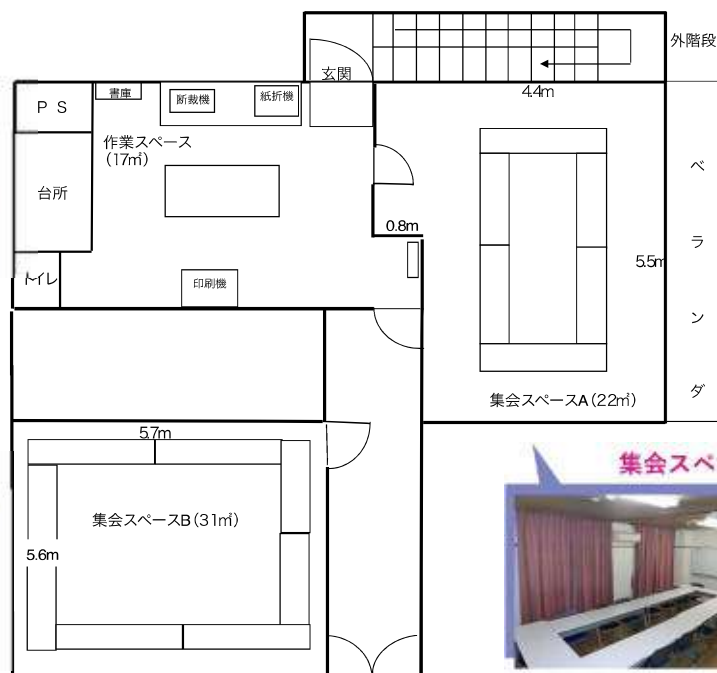 外階段
玄関
4.4m
ＰＳ
書庫
断裁機
紙折機
作業スペース
(17㎡)
台所
0.8m
トイレ
印刷機
5.5m
ベランダ
集会スペースA(22㎡)
5.7m
集会スペースB(31㎡)
5.6m
集会スペ